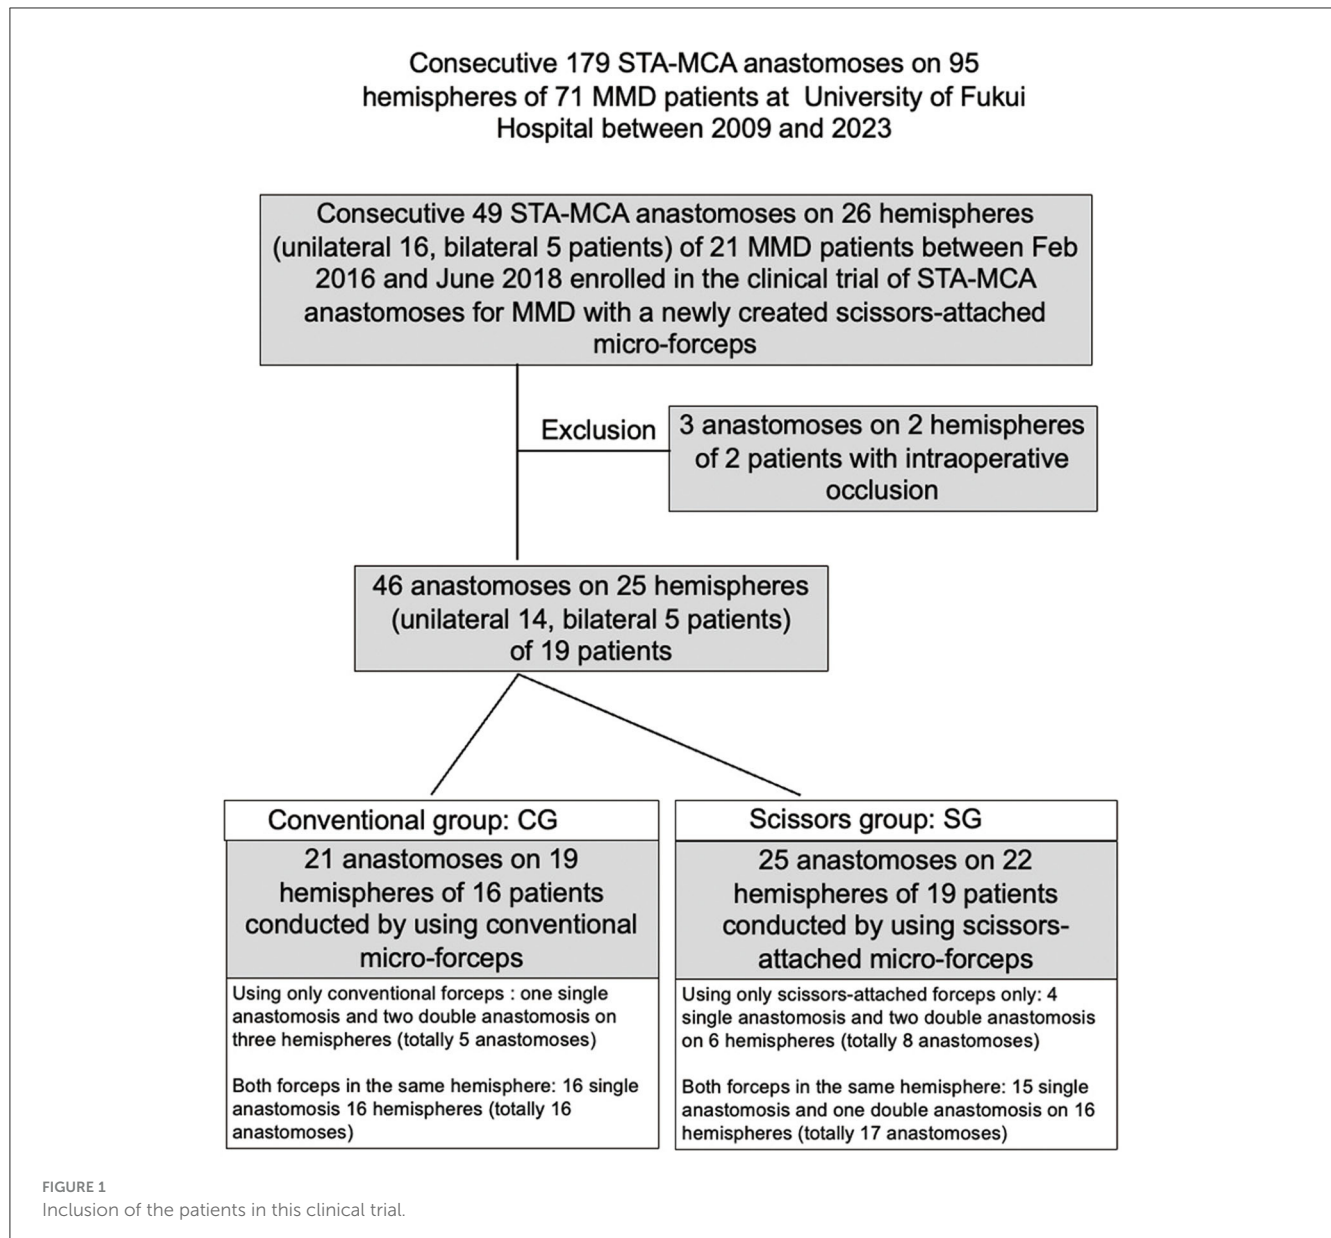 Consecutive 179 STA-MCA anastomoses on 95
hemispheres of 71 MMD patients at University of Fukui
Hospital between 2009 and 2023
Consecutive 49 STA-MCA anastomoses on 26 hemispheres
(unilateral 16, bilateral 5 patients) of 21 MMD patients between Feb
2016 and June 2018 enrolled in the clinical trial of STA-MCA
anastomoses for MMD with a newly created scissors-attached
micro-forceps
Exclusion
3 anastomoses on 2 hemispheres
of 2 patients with intraoperative
occlusion
46 anastomoses on 25 hemispheres
(unilateral 14, bilateral 5 patients)
of 19 patients
Conventional group: CG
21 anastomoses on 19
hemispheres of 16 patients
conducted by using conventional
micro-forceps
Using only conventional forceps : one single
anastomosis and two double anastomosis on
three hemispheres (totally 5 anastomoses)
Both forceps in the same hemisphere: 16 single
anastomosis 16 hemispheres (totally 16
anastomoses)
Scissors group: SG
25 anastomoses on 22
hemispheres of 19 patients
conducted by using scissors-
attached micro-forceps
Using only scissors-attached forceps only: 4
single anastomosis and two double anastomosis
on 6 hemispheres (totally 8 anastomoses)
Both forceps in the same hemisphere: 15 single
anastomosis and one double anastomosis on 16
hemispheres (totally 17 anastomoses)
FIGURE 1
Inclusion of the patients in this clinical trial.